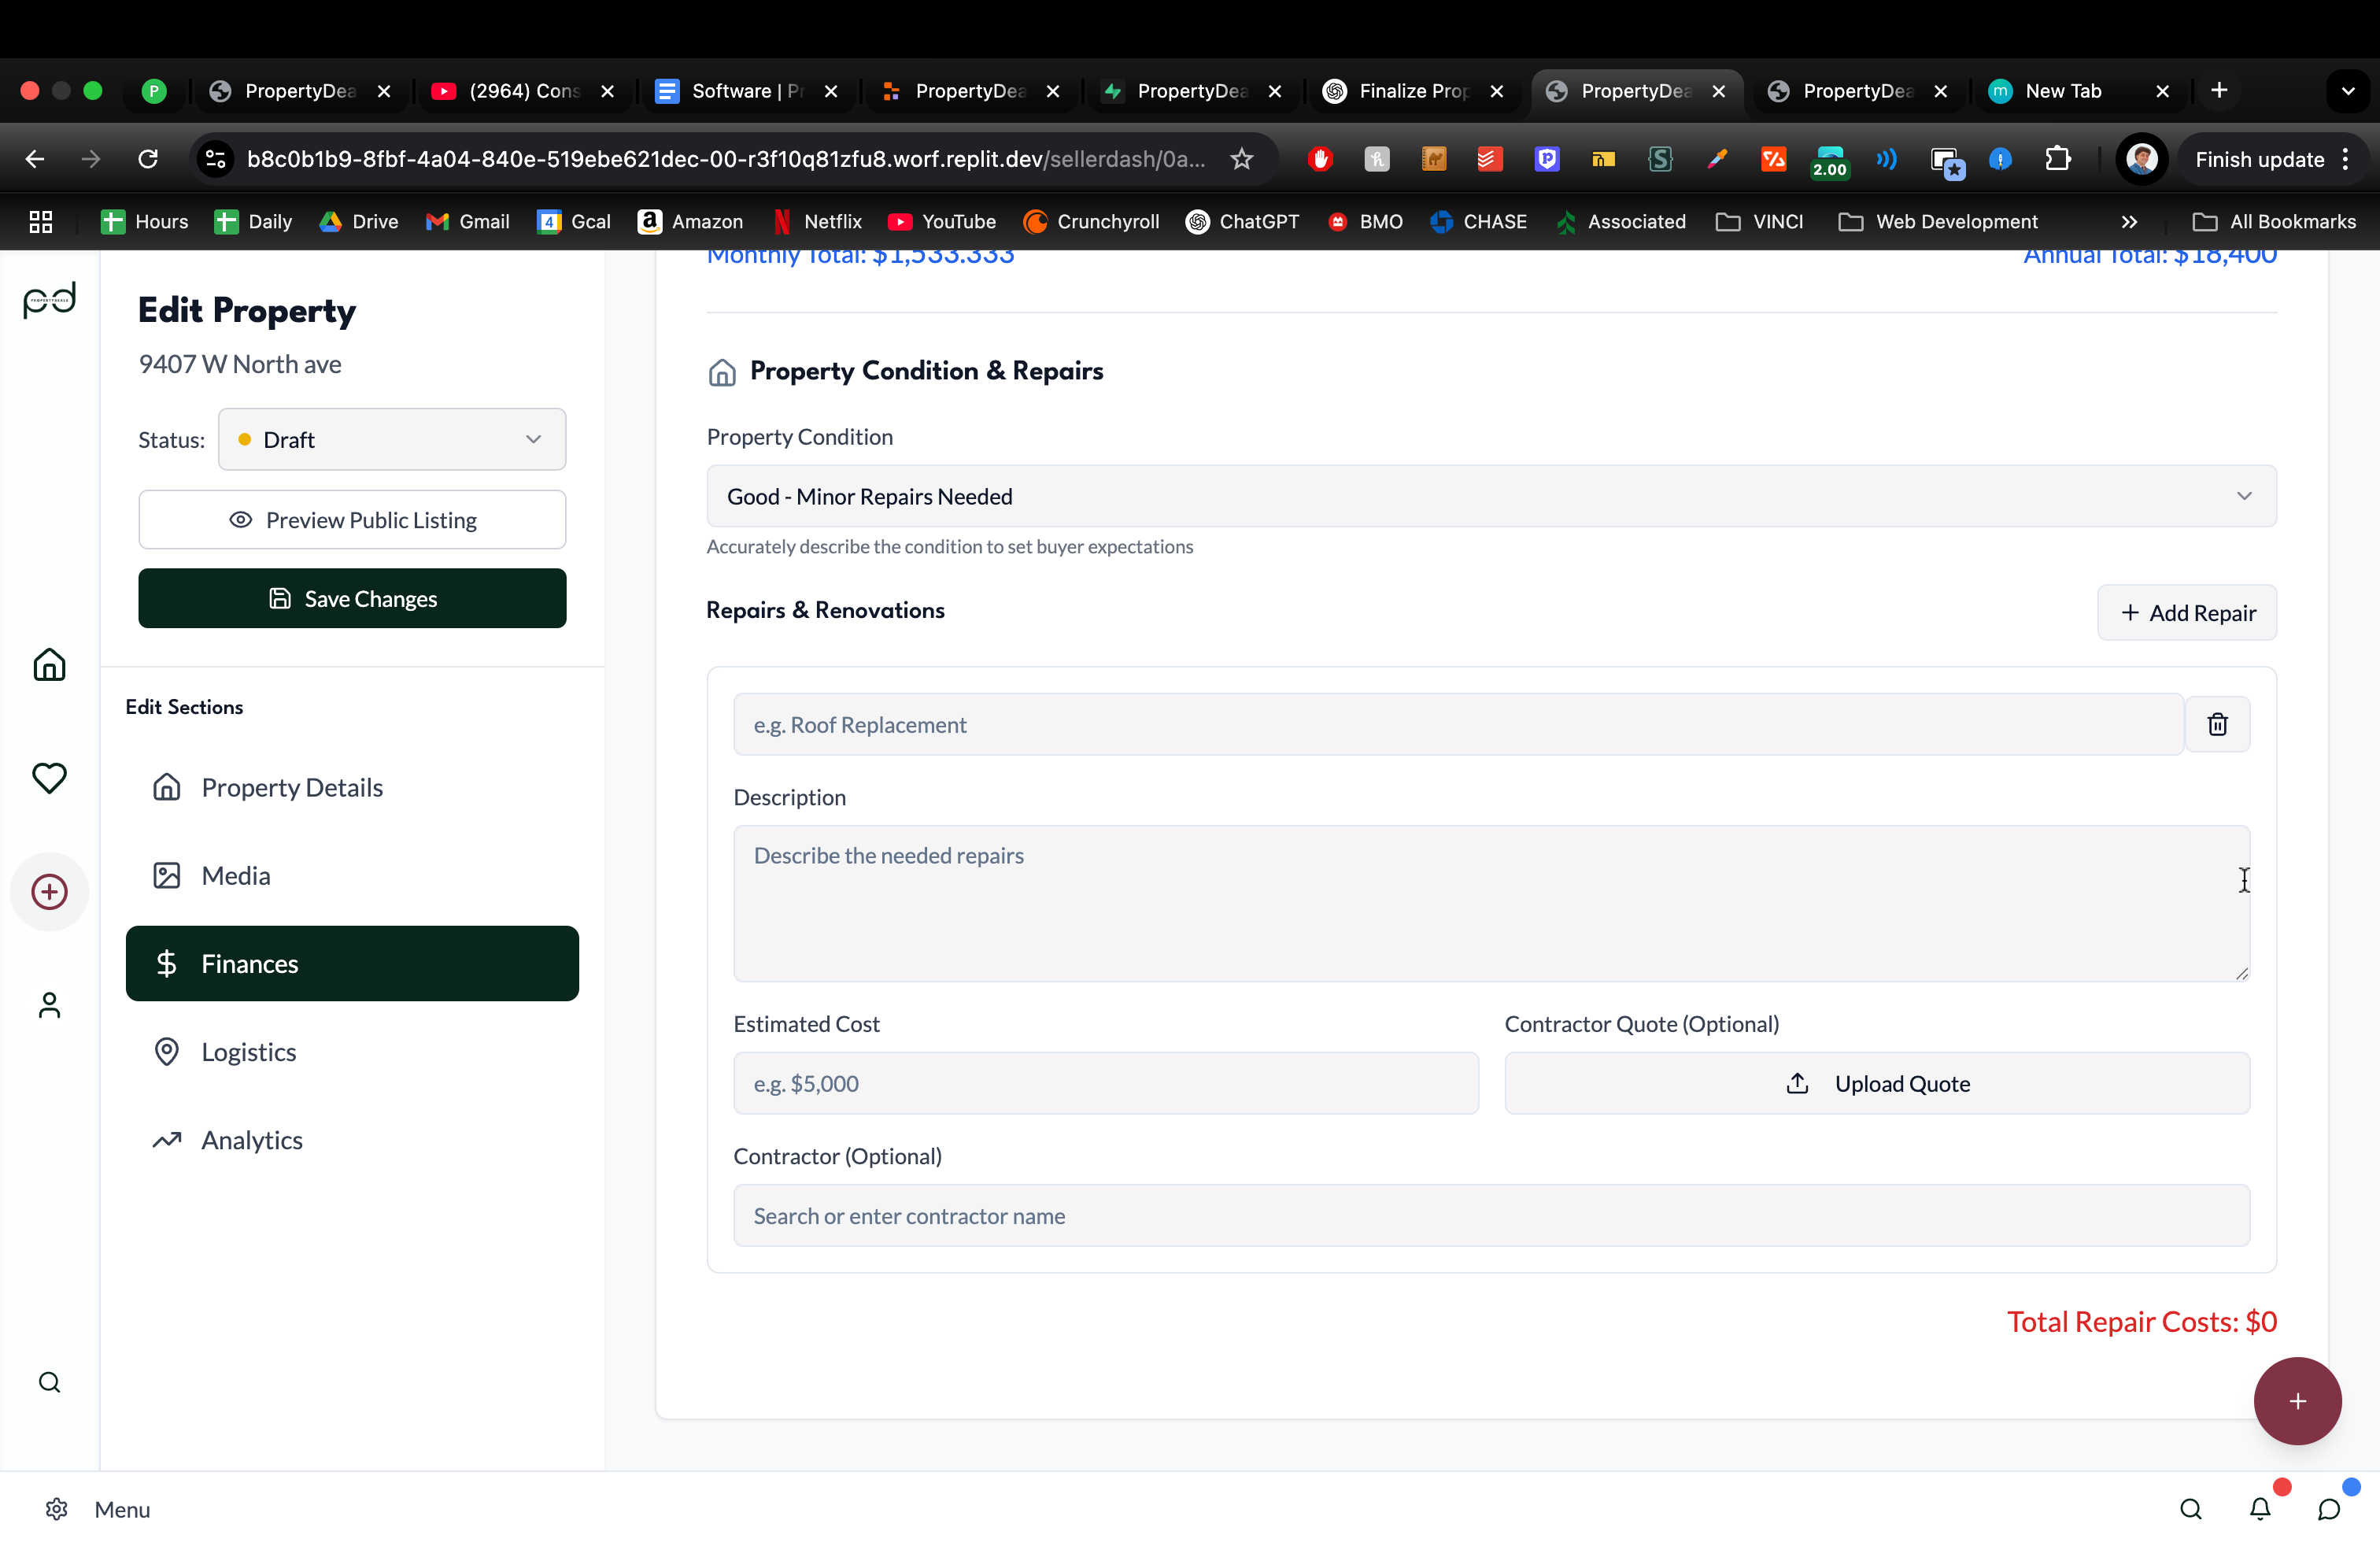 P PropertyDea (2964) Cons Software | Pr PropertyDea PropertyDea Finalize Prop PropertyDea PropertyDea m New Tab
b8c0b1b9-8fbf-4a04-840e-519ebe621dec-00-r3f10q81zfu8.worf.replit.dev/sellerdash/0a... 2.00 Finish update
Hours Daily Drive Gmail 4 Gcal Amazon Netflix YouTube Crunchyroll ChatGPT BMO CHASE Associated VINCI Web Development All Bookmarks
Monthly Total: $1,533.333 Annual Total: $18,400
pd
Edit Property
9407 W North ave
Status: Draft
Preview Public Listing
Save Changes
Edit Sections
Property Details
Media
Finances
Logistics
Analytics
Property Condition & Repairs
Property Condition
Good - Minor Repairs Needed
Accurately describe the condition to set buyer expectations
Repairs & Renovations
Add Repair
e.g. Roof Replacement
Description
Describe the needed repairs
Estimated Cost
Contractor Quote (Optional)
e.g. $5,000
Upload Quote
Contractor (Optional)
Search or enter contractor name
Total Repair Costs: $0
Menu